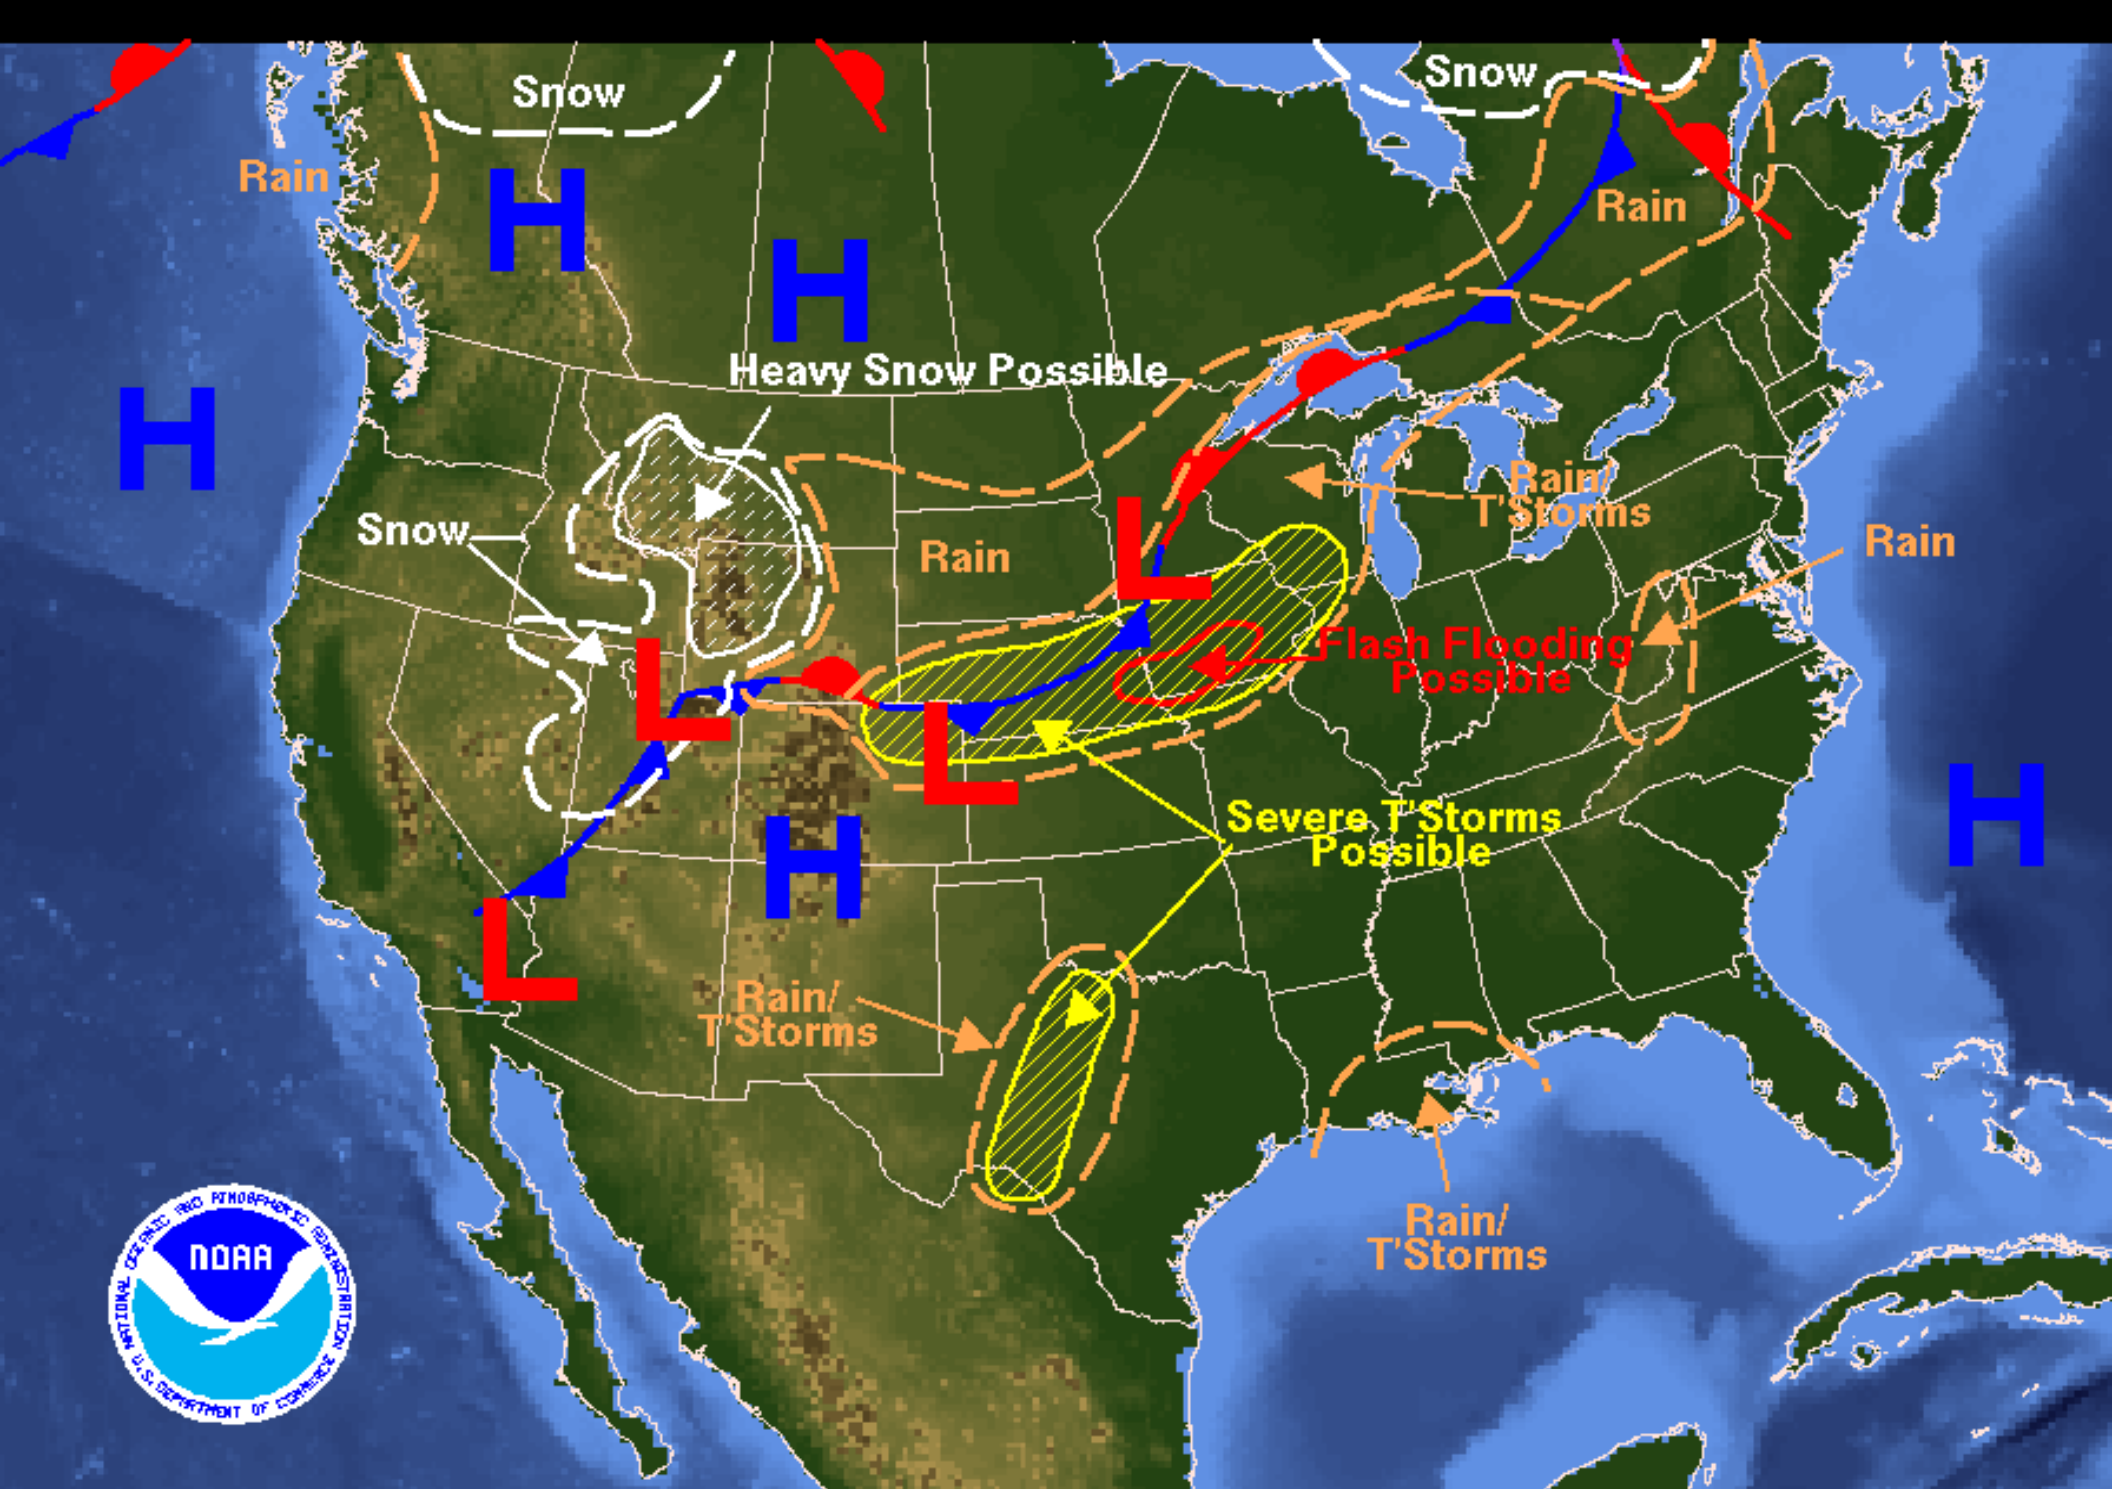 Snow
Snow
Rain
H
Rain
H
Heavy Snow Possible
H
Snow
Rain/
T'Storms
L
Rain
Rain
Flash Flooding
Possible
L
L
H
Severe T'Storms
Possible
H
L
Rain/
T'Storms
Rain/
T'Storms
NATIONAL OCEANIC AND ATMOSPHERIC ADMINISTRATION
NOAA
U.S. DEPARTMENT OF COMMERCE